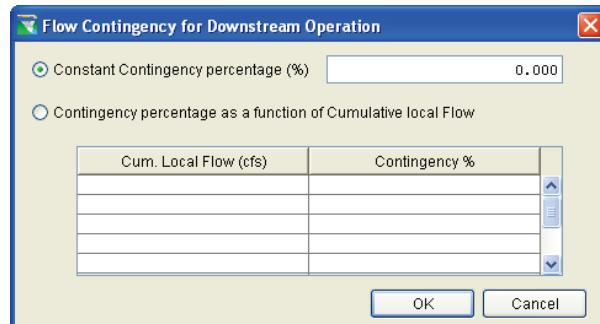 Flow Contingency for Downstream Operation
Constant Contingency percentage (%) 0.000
Contingency percentage as a function of Cumulative local Flow
Cum. Local Flow (cfs) Contingency %
OK Cancel